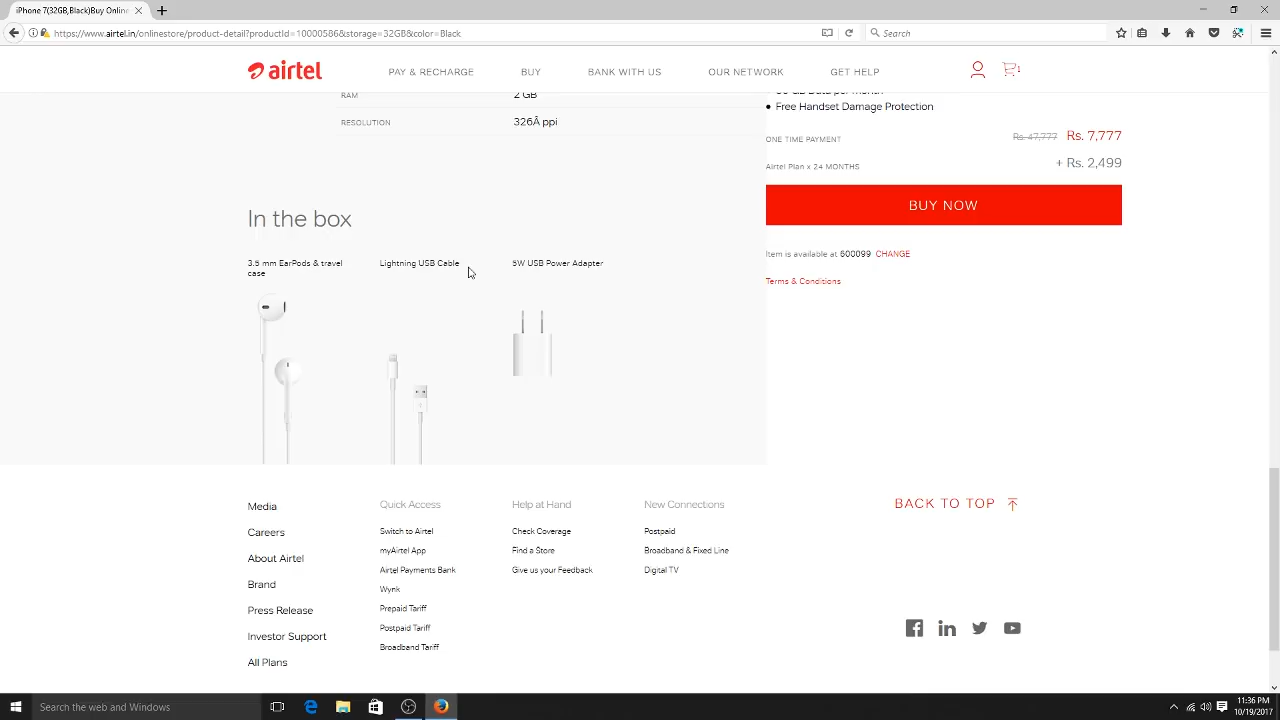 iPhone 7(32GB,Black)Buy Online
https://www.airtel.in/onlinestore/product-detail?productId=10000586&storage=32GB&color=Black
Search
airtel
PAY & RECHARGE
BUY
BANK WITH US
OUR NETWORK
GET HELP
1
RAM
2 GB
RESOLUTION
326Â ppi
GB Data per month
Free Handset Damage Protection
ONE TIME PAYMENT
Rs. 47,777 Rs. 7,777
Airtel Plan x 24 MONTHS
+ Rs. 2,499
BUY NOW
Item is available at 600099 CHANGE
Terms & Conditions
In the box
3.5 mm EarPods & travel
case
Lightning USB Cable
5W USB Power Adapter
Media
Careers
About Airtel
Brand
Press Release
Investor Support
All Plans
Quick Access
Switch to Airtel
myAirtel App
Airtel Payments Bank
Wynk
Prepaid Tariff
Postpaid Tariff
Broadband Tariff
Help at Hand
Check Coverage
Find a Store
Give us your Feedback
New Connections
Postpaid
Broadband & Fixed Line
Digital TV
BACK TO TOP
Search the web and Windows
11:36 PM
10/19/2017